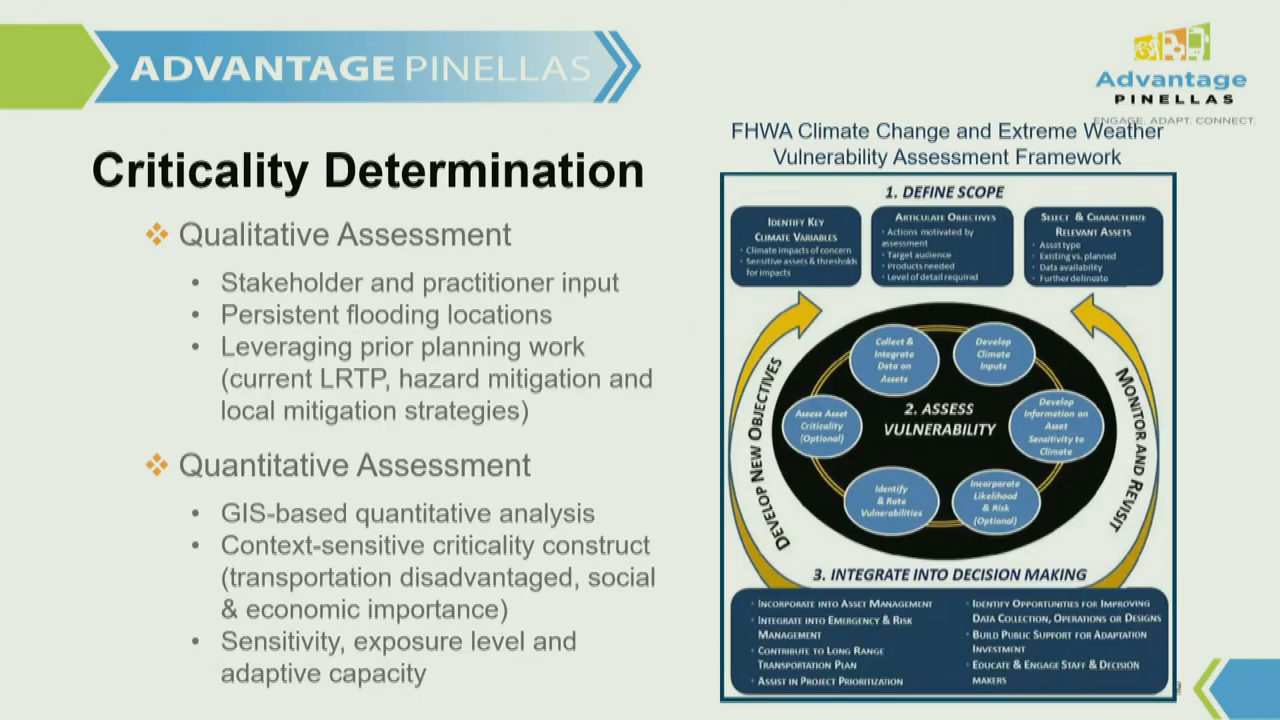 ADVANTAGE PINELLAS
Advantage
PINELLAS
ENGAGE. ADAPT. CONNECT.
Criticality Determination
Qualitative Assessment
• Stakeholder and practitioner input
• Persistent flooding locations
• Leveraging prior planning work
(current LRTP, hazard mitigation and
local mitigation strategies)
Quantitative Assessment
• GIS-based quantitative analysis
• Context-sensitive criticality construct
(transportation disadvantaged, social
& economic importance)
• Sensitivity, exposure level and
adaptive capacity
FHWA Climate Change and Extreme Weather
Vulnerability Assessment Framework
1. DEFINE SCOPE
IDENTIFY KEY
CLIMATE VARIABLES
• Climate impacts of concern
• Sensitive assets & thresholds
for impacts
ARTICULATE OBJECTIVES
• Actions motivated by
assessment
• Target audience
• Products needed
• Level of detail required
SELECT & CHARACTERIZE
RELEVANT ASSETS
• Asset type
• Existing vs. planned
• Data availability
• Further delineate
DEVELOP NEW OBJECTIVES
MONITOR AND REVISIT
2. ASSESS
VULNERABILITY
Collect &
Integrate
Data on
Assets
Develop
Climate
Inputs
Develop
Information on
Asset
Sensitivity to
Climate
Incorporate
Likelihood
& Risk
(Optional)
Identify
& Rate
Vulnerabilities
Assess Asset
Criticality
(Optional)
3. INTEGRATE INTO DECISION MAKING
• INCORPORATE INTO ASSET MANAGEMENT
• INTEGRATE INTO EMERGENCY & RISK
MANAGEMENT
• CONTRIBUTE TO LONG RANGE
TRANSPORTATION PLAN
• ASSIST IN PROJECT PRIORITIZATION
• IDENTIFY OPPORTUNITIES FOR IMPROVING
DATA COLLECTION, OPERATIONS OR DESIGNS
• BUILD PUBLIC SUPPORT FOR ADAPTATION
INVESTMENT
• EDUCATE & ENGAGE STAFF & DECISION
MAKERS